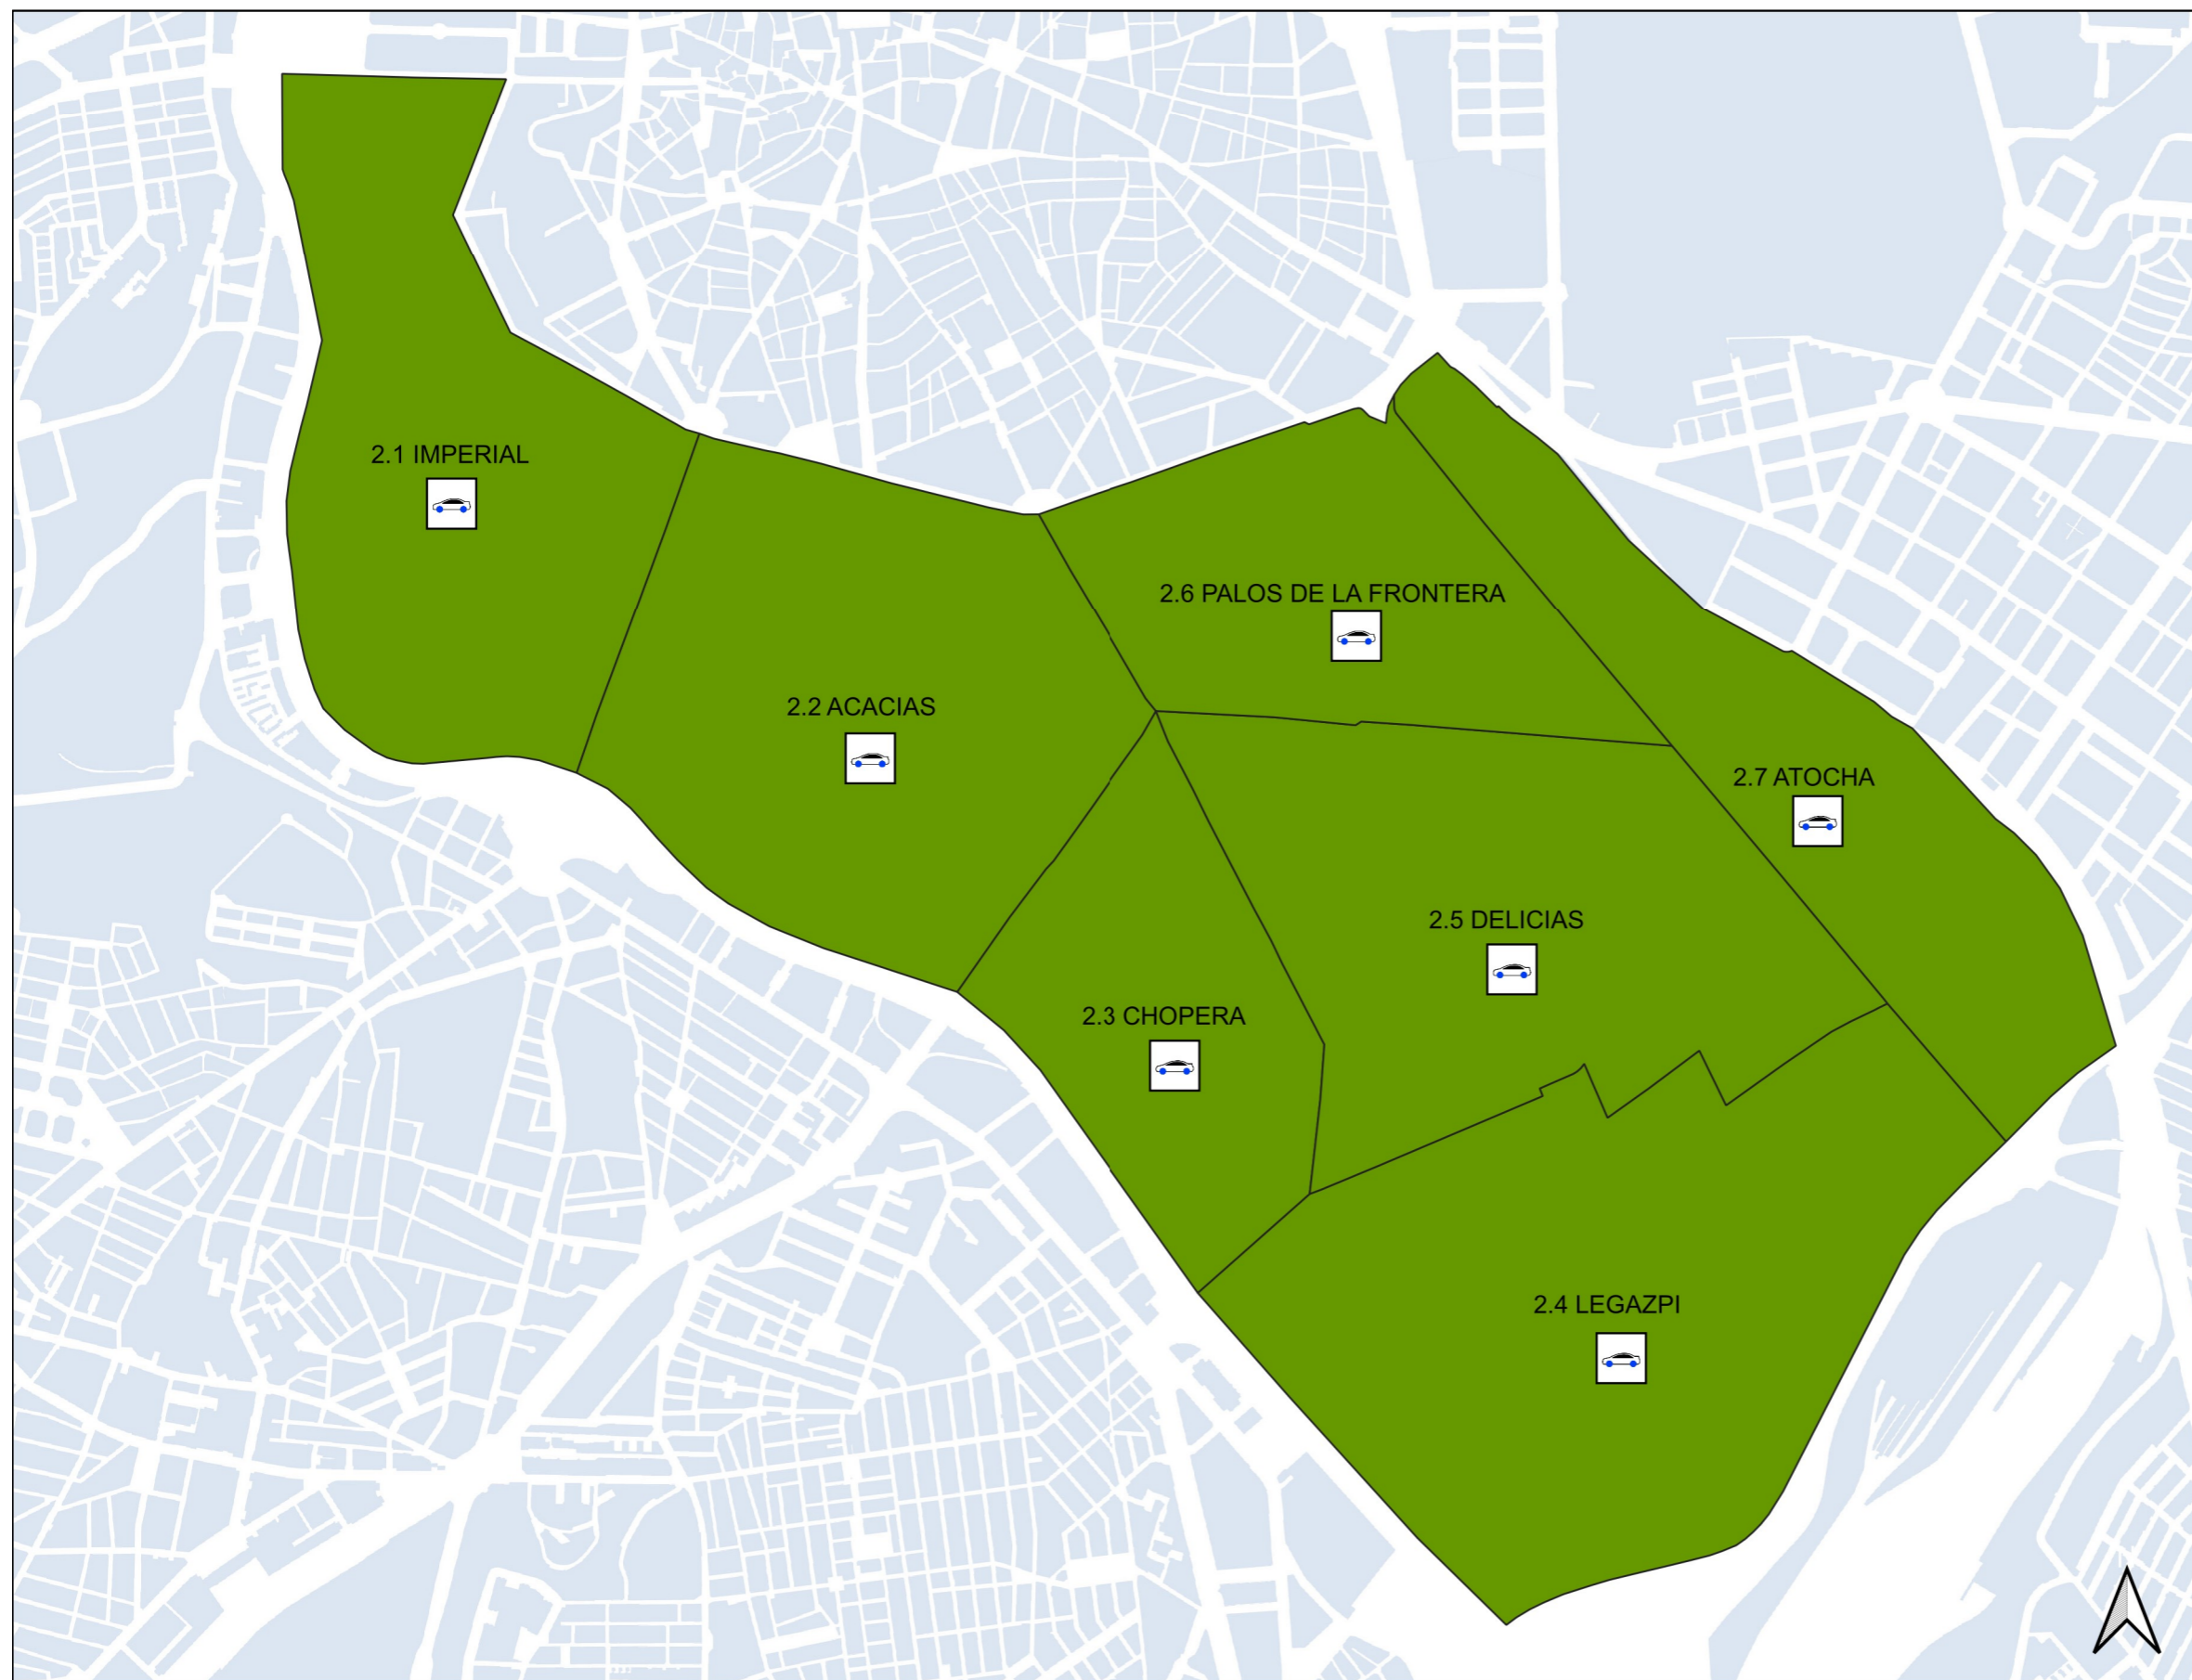 2.1 IMPERIAL
2.6 PALOS DE LA FRONTERA
2.2 ACACIAS
2.7 ATOCHA
2.5 DELICIAS
2.3 CHOPERA
2.4 LEGAZPI